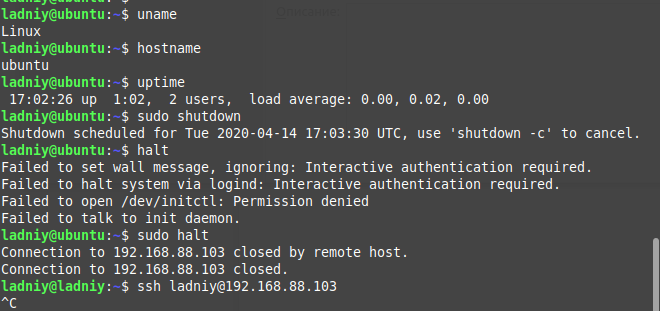 Описание
ladniy@ubuntu:~$ uname
Linux
ladniy@ubuntu:~$ hostname
ubuntu
ladniy@ubuntu:~$ uptime
 17:02:26 up  1:02,  2 users,  load average: 0.00, 0.02, 0.00
ladniy@ubuntu:~$ sudo shutdown
Shutdown scheduled for Tue 2020-04-14 17:03:30 UTC, use 'shutdown -c' to cancel.
ladniy@ubuntu:~$ halt
Failed to set wall message, ignoring: Interactive authentication required.
Failed to halt system via logind: Interactive authentication required.
Failed to open /dev/initctl: Permission denied
Failed to talk to init daemon.
ladniy@ubuntu:~$ sudo halt
Connection to 192.168.88.103 closed by remote host.
Connection to 192.168.88.103 closed.
ladniy@ladniy:~$ ssh ladniy@192.168.88.103
^C